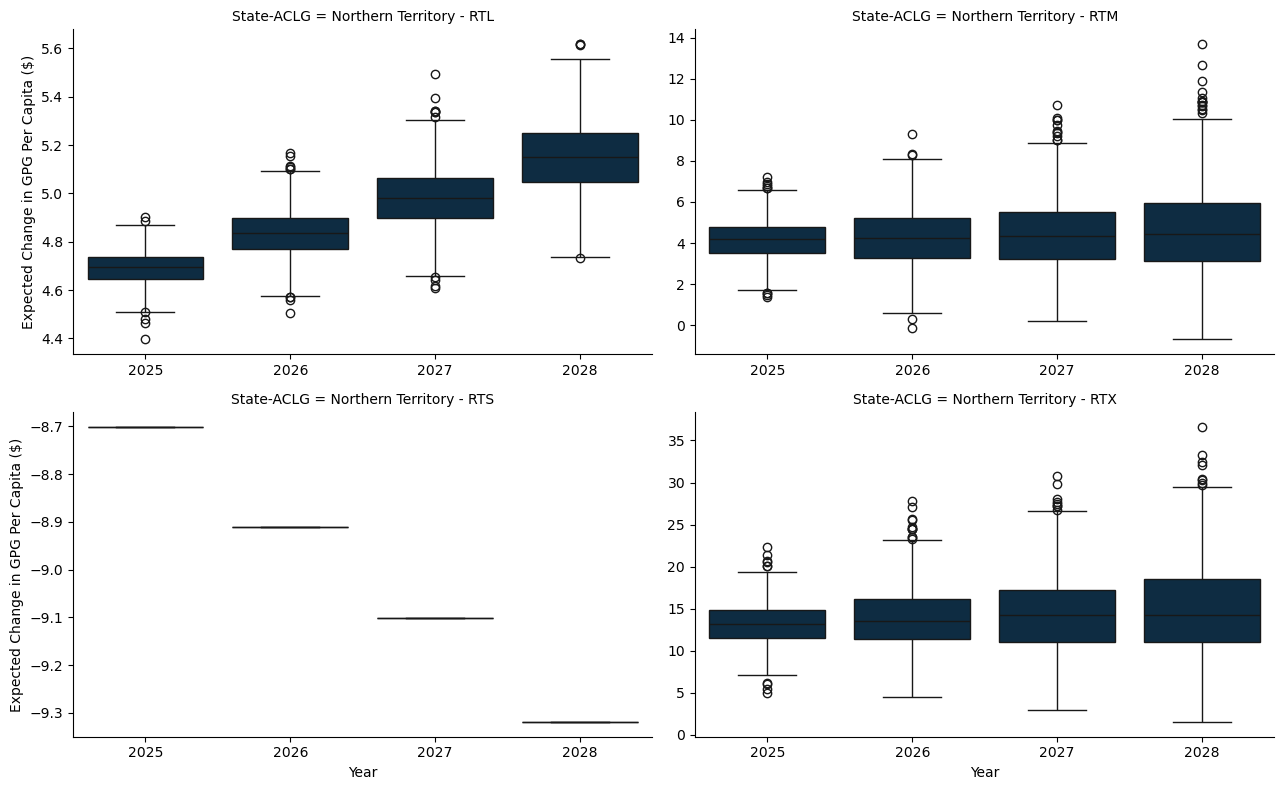 State-ACLG = Northern Territory - RTL
Expected Change in GPG Per Capita ($)
5.6
5.4
5.2
5.0
4.8
4.6
4.4
2025 2026 2027 2028
State-ACLG = Northern Territory - RTM
14
12
10
8
6
4
2
0
2025 2026 2027 2028
State-ACLG = Northern Territory - RTS
Expected Change in GPG Per Capita ($)
−8.7
−8.8
−8.9
−9.0
−9.1
−9.2
−9.3
2025 2026 2027 2028
Year
State-ACLG = Northern Territory - RTX
35
30
25
20
15
10
5
0
2025 2026 2027 2028
Year